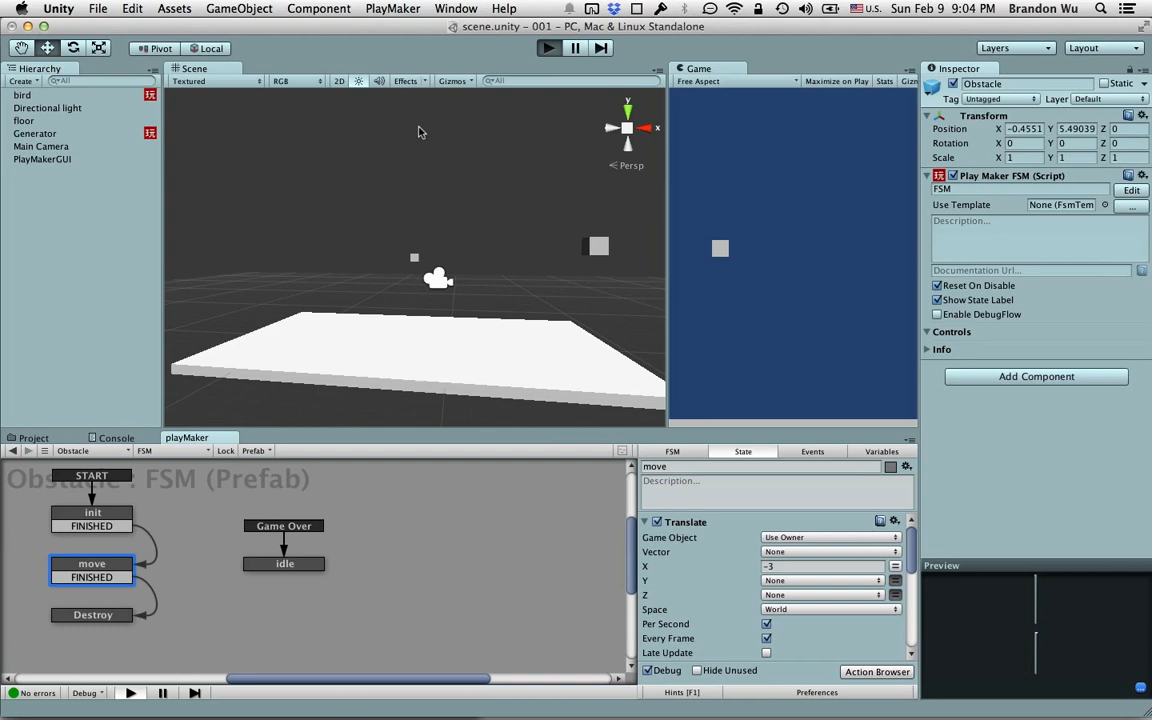 Unity File Edit Assets GameObject Component PlayMaker Window Help U.S. Sun Feb 9 9:04 PM Brandon Wu
scene.unity - 001 - PC, Mac & Linux Standalone
Pivot Local Layers Layout
Hierarchy
Create All
bird 玩
Directional light
floor
Generator 玩
Main Camera
PlayMakerGUI
Scene
Textured RGB 2D Effects Gizmos All
y
x
Persp
Game
Free Aspect Maximize on Play Stats Gizn
Inspector
Obstacle Static
Tag Untagged Layer Default
Transform
Position X -0.4551 Y 5.49039 Z 0
Rotation X 0 Y 0 Z 0
Scale X 1 Y 1 Z 1
玩 Play Maker FSM (Script)
FSM Edit
Use Template None (FsmTem ...
Description...
Documentation Url...
Reset On Disable
Show State Label
Enable DebugFlow
Controls
Info
Add Component
Preview
Project Console playMaker
Obstacle FSM Lock Prefab
Obstacle : FSM (Prefab)
START
init
FINISHED
move
FINISHED
Destroy
Game Over
idle
FSM State Events Variables
move
Description...
Translate
Game Object Use Owner
Vector None
X -3
Y None
Z None
Space World
Per Second
Every Frame
Late Update
Debug Hide Unused Action Browser
No errors Debug Hints [F1] Preferences